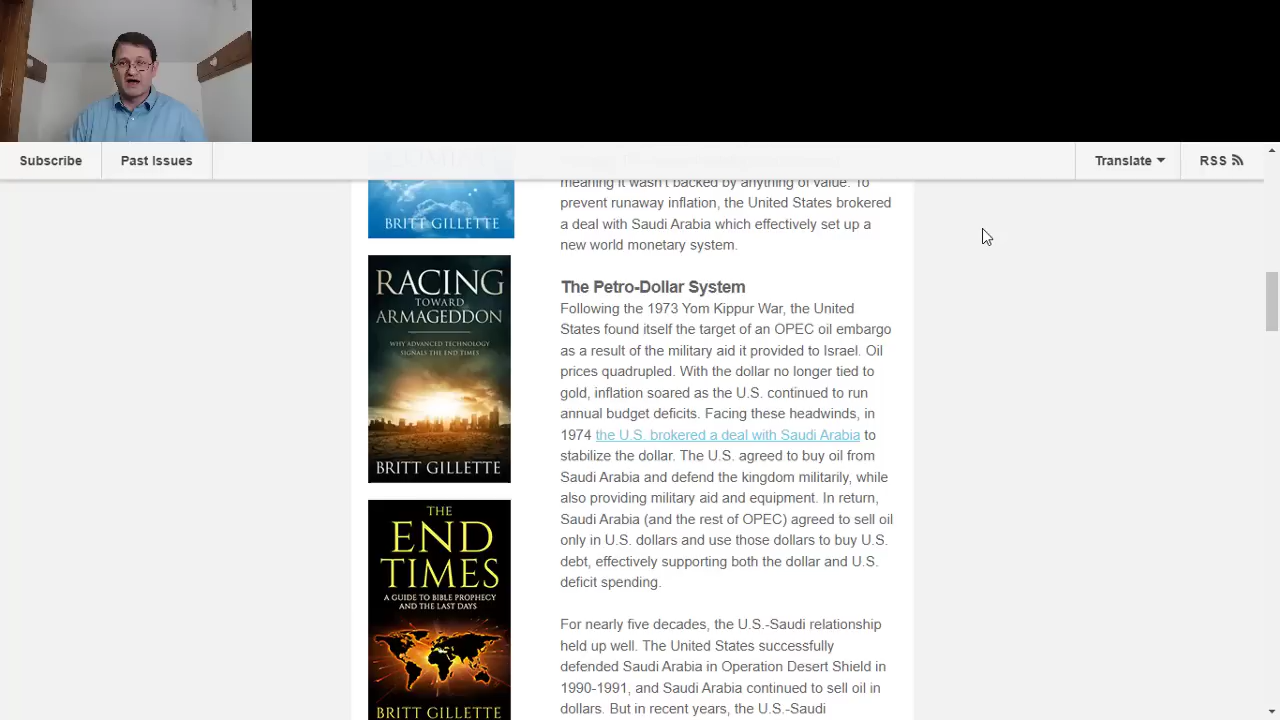 Subscribe
Past Issues
Translate
RSS
BRITT GILLETTE
RACING
TOWARD
ARMAGEDDON
WHY ADVANCED TECHNOLOGY
SIGNALS THE END TIMES
BRITT GILLETTE
THE
END
TIMES
A GUIDE TO BIBLE PROPHECY
AND THE LAST DAYS
BRITT GILLETTE
meaning it wasn't backed by anything of value. To
prevent runaway inflation, the United States brokered
a deal with Saudi Arabia which effectively set up a
new world monetary system.
The Petro-Dollar System
Following the 1973 Yom Kippur War, the United
States found itself the target of an OPEC oil embargo
as a result of the military aid it provided to Israel. Oil
prices quadrupled. With the dollar no longer tied to
gold, inflation soared as the U.S. continued to run
annual budget deficits. Facing these headwinds, in
1974 the U.S. brokered a deal with Saudi Arabia to
stabilize the dollar. The U.S. agreed to buy oil from
Saudi Arabia and defend the kingdom militarily, while
also providing military aid and equipment. In return,
Saudi Arabia (and the rest of OPEC) agreed to sell oil
only in U.S. dollars and use those dollars to buy U.S.
debt, effectively supporting both the dollar and U.S.
deficit spending.
For nearly five decades, the U.S.-Saudi relationship
held up well. The United States successfully
defended Saudi Arabia in Operation Desert Shield in
1990-1991, and Saudi Arabia continued to sell oil in
dollars. But in recent years, the U.S.-Saudi